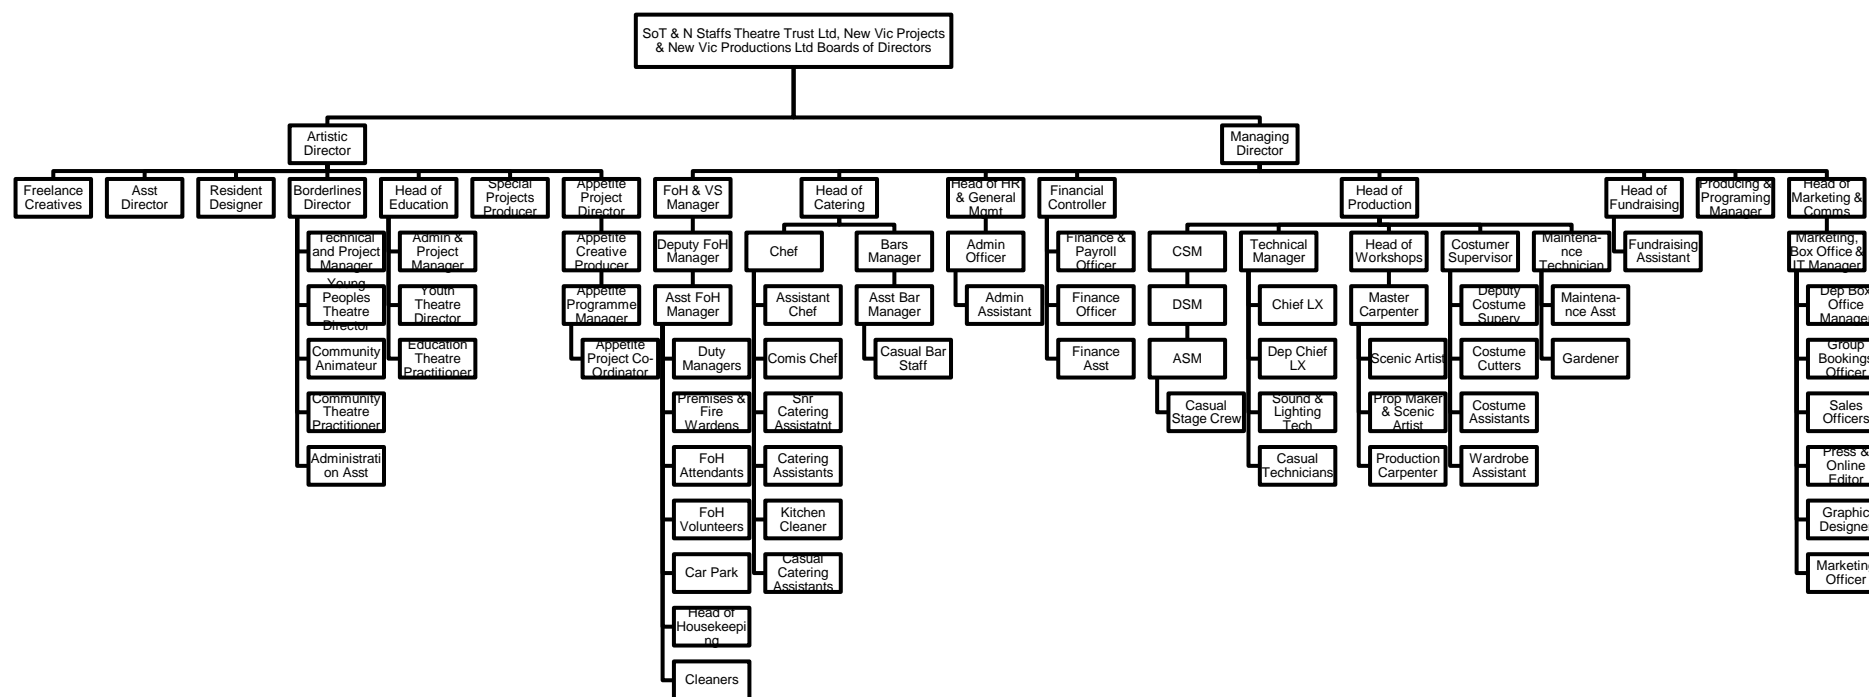 SoT & N Staffs Theatre Trust Ltd, New Vic Projects
& New Vic Productions Ltd Boards of Directors
Artistic
Director
Managing
Director
Freelance
Creatives
Asst
Director
Resident
Designer
Borderlines
Director
Head of
Education
Special
Projects
Producer
Appetite
Project
Director
FoH & VS
Manager
Head of
Catering
Head of HR
& General
Mgmt
Financial
Controller
Head of
Production
Head of
Fundraising
Producing &
Programing
Manager
Head of
Marketing &
Comms
Technical
and Project
Manager
Admin &
Project
Manager
Appetite
Creative
Producer
Deputy FoH
Manager
Chef
Bars
Manager
Admin
Officer
Finance &
Payroll
Officer
CSM
Technical
Manager
Head of
Workshops
Costumer
Supervisor
Maintena-
nce
Technician
Fundraising
Assistant
Marketing,
Box Office &
IT Manager
Young
Peoples
Theatre
Director
Youth
Theatre
Director
Appetite
Programme
Manager
Asst FoH
Manager
Assistant
Chef
Asst Bar
Manager
Admin
Assistant
Finance
Officer
DSM
Chief LX
Master
Carpenter
Deputy
Costume
Superv
Maintena-
nce Asst
Dep Box
Office
Manager
Community
Animateur
Education
Theatre
Practitioner
Appetite
Project Co-
Ordinator
Duty
Managers
Comis Chef
Casual Bar
Staff
Finance
Asst
ASM
Dep Chief
LX
Scenic Artist
Costume
Cutters
Gardener
Group
Bookings
Officer
Community
Theatre
Practitioner
Premises &
Fire
Wardens
Snr
Catering
Assistatnt
Casual
Stage Crew
Sound &
Lighting
Tech
Prop Maker
& Scenic
Artist
Costume
Assistants
Sales
Officers
Administrati
on Asst
FoH
Attendants
Catering
Assistants
Casual
Technicians
Production
Carpenter
Wardrobe
Assistant
Press &
Online
Editor
FoH
Volunteers
Kitchen
Cleaner
Graphic
Designer
Car Park
Casual
Catering
Assistants
Marketing
Officer
Head of
Housekeepi
ng
Cleaners